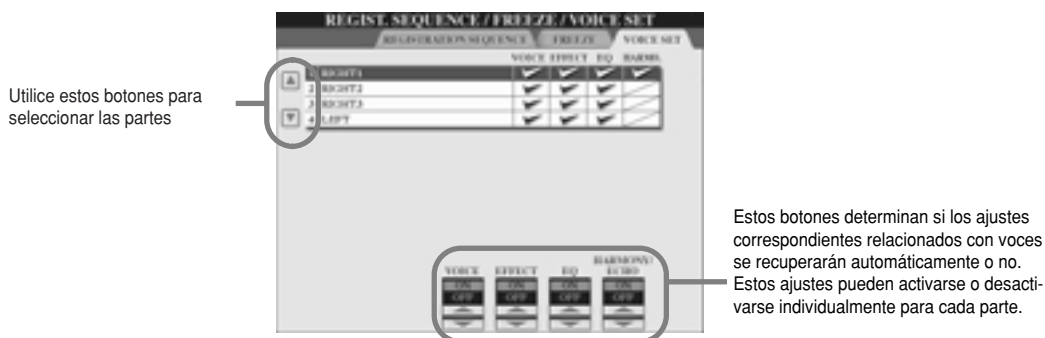 REGIST. SEQUENCE / FREEZE / VOICE SET
REGISTRATION SEQUENCE FREEZE VOICE SET
VOICE EFFECT EQ HARMO.
1 RIGHT1
2 RIGHT2
3 RIGHT3
4 LEFT
Utilice estos botones para
seleccionar las partes
Estos botones determinan si los ajustes
correspondientes relacionados con voces
se recuperarán automáticamente o no.
Estos ajustes pueden activarse o desacti-
varse individualmente para cada parte.
VOICE EFFECT EQ HARMONY/
ECHO
ON ON ON ON
OFF OFF OFF OFF